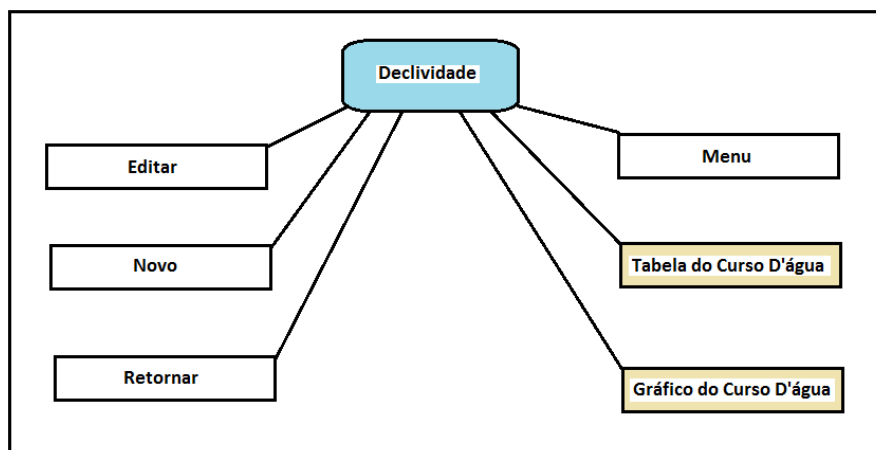 Declividade
Editar
Menu
Novo
Tabela do Curso D'água
Retornar
Gráfico do Curso D'água